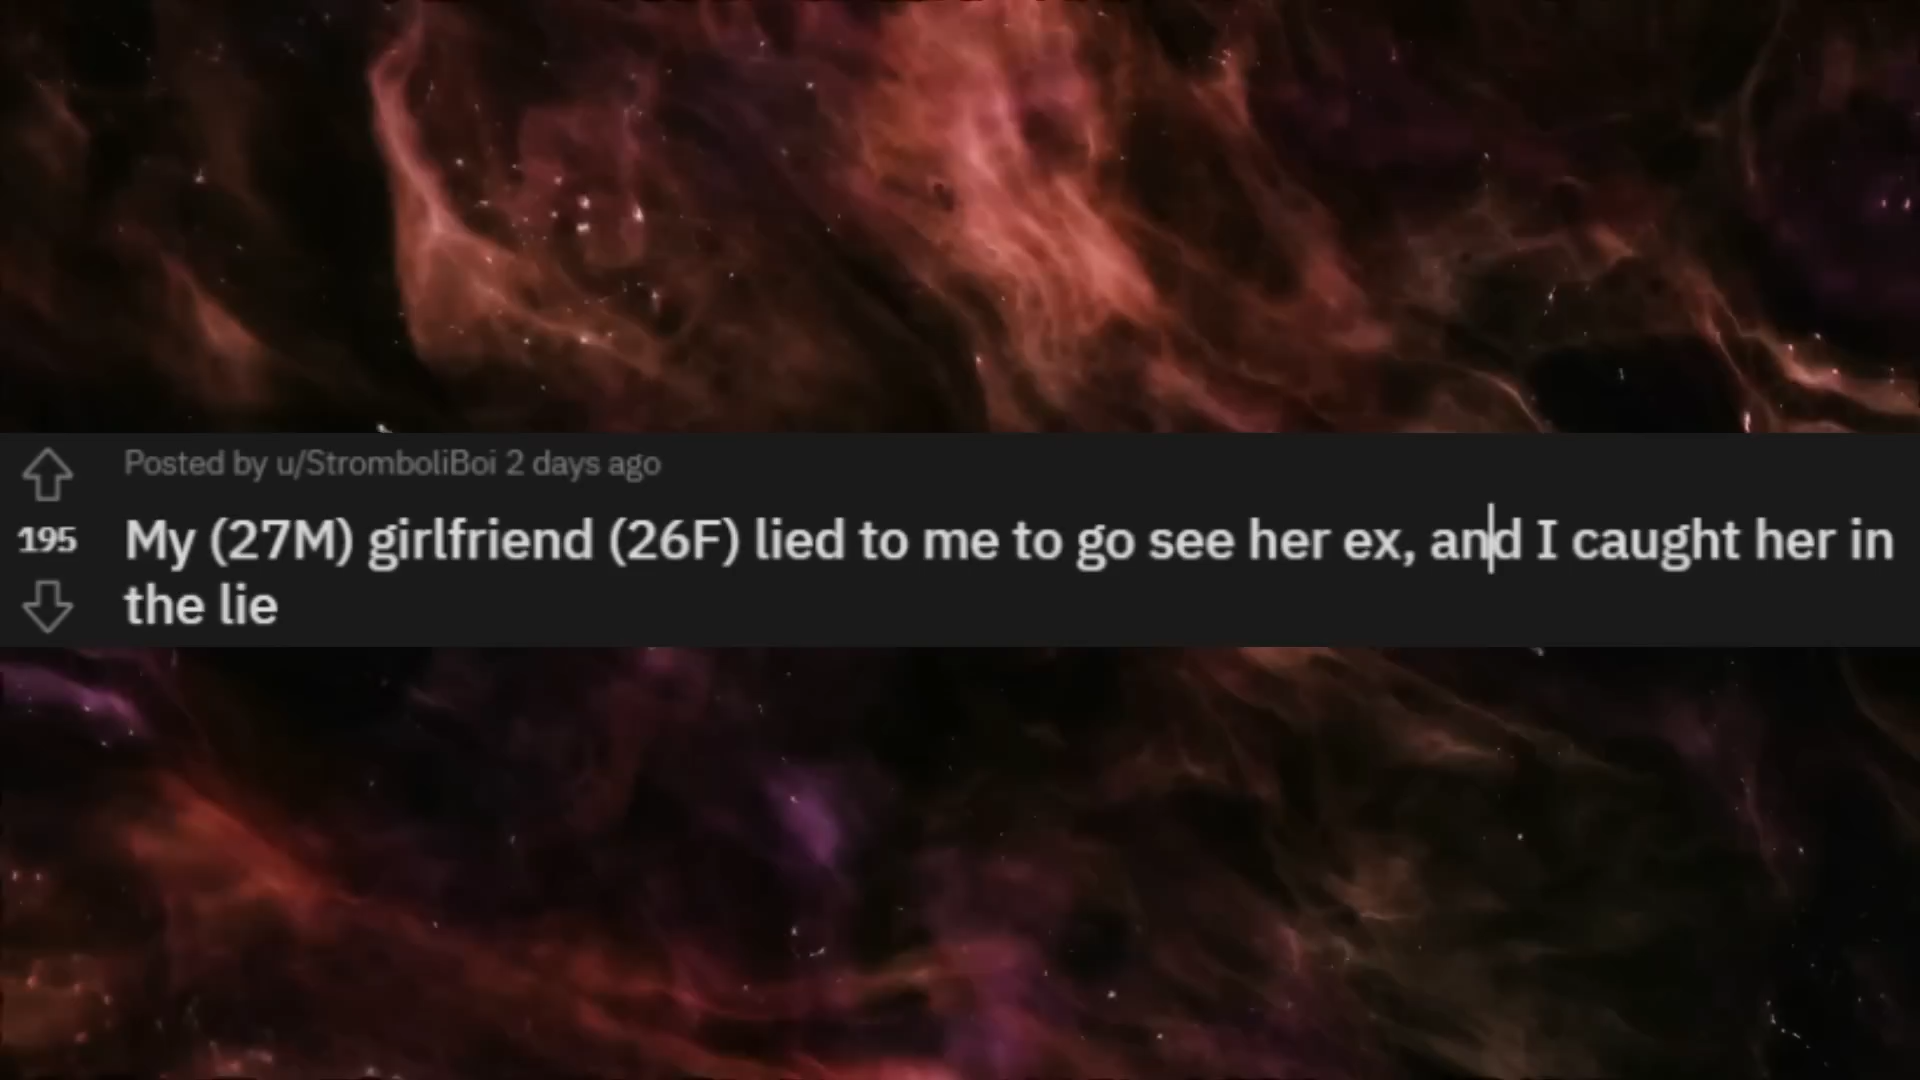 Posted by u/StromboliBoi 2 days ago
195
My (27M) girlfriend (26F) lied to me to go see her ex, and I caught her in
the lie